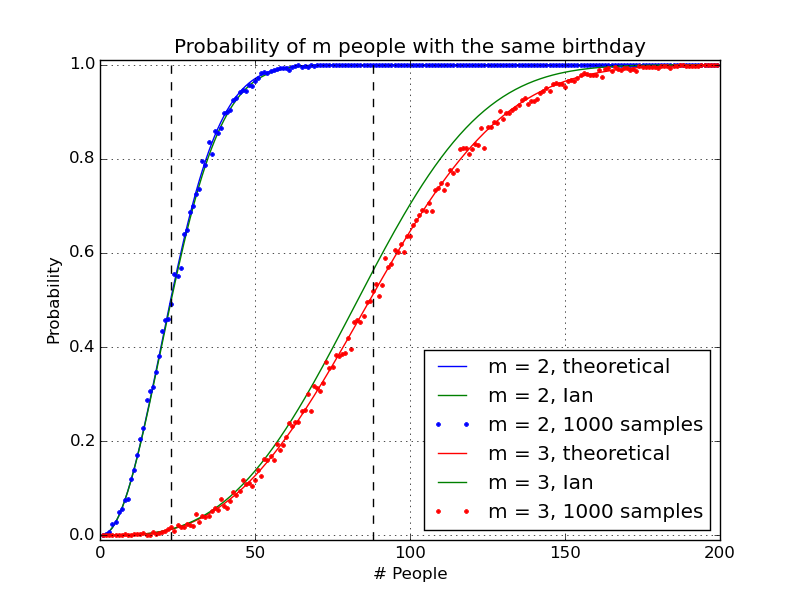 Probability of m people with the same birthday
1.0
0.8
0.6
0.4
0.2
0.0
Probability
m = 2, theoretical
m = 2, Ian
m = 2, 1000 samples
m = 3, theoretical
m = 3, Ian
m = 3, 1000 samples
0 50 100 150 200
# People